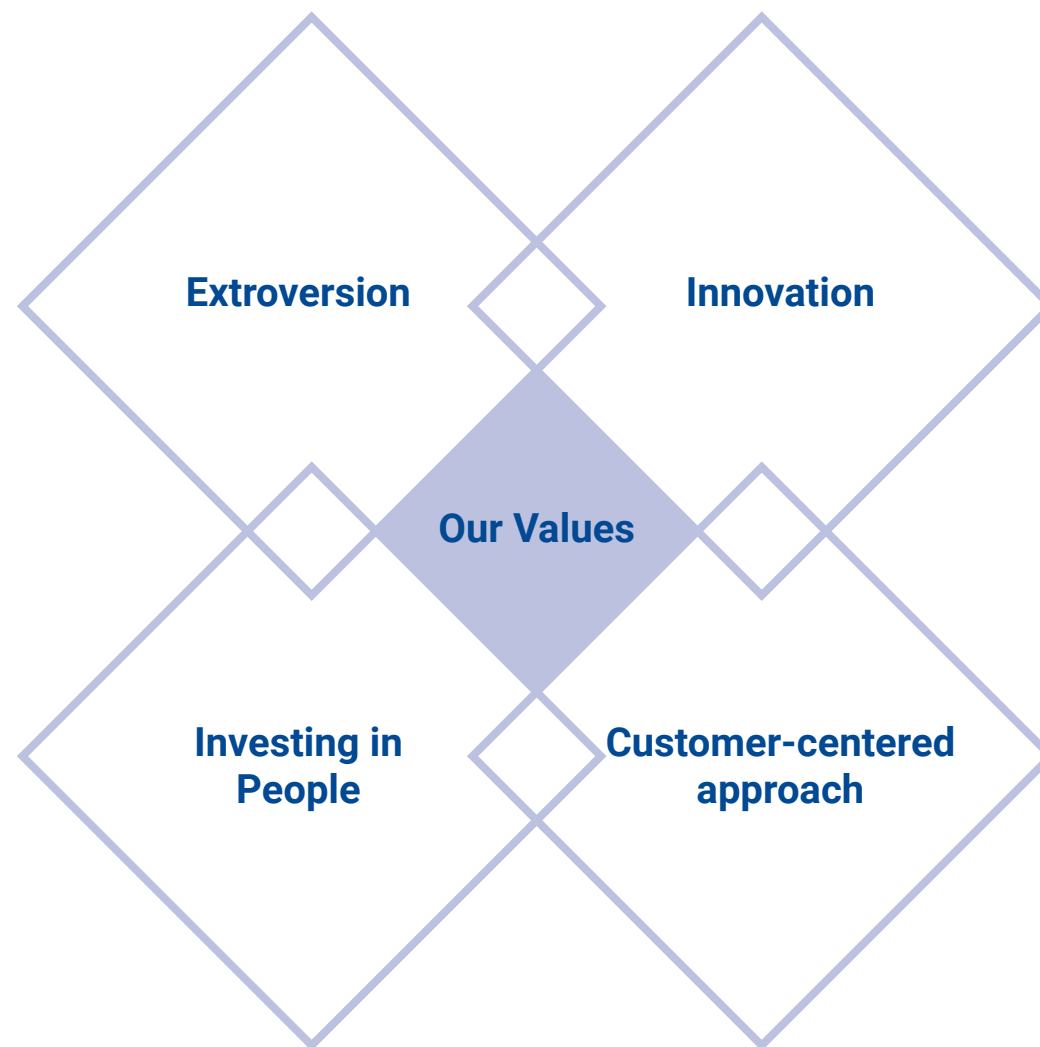 Extroversion
Innovation
Our Values
Investing in
People
Customer-centered
approach